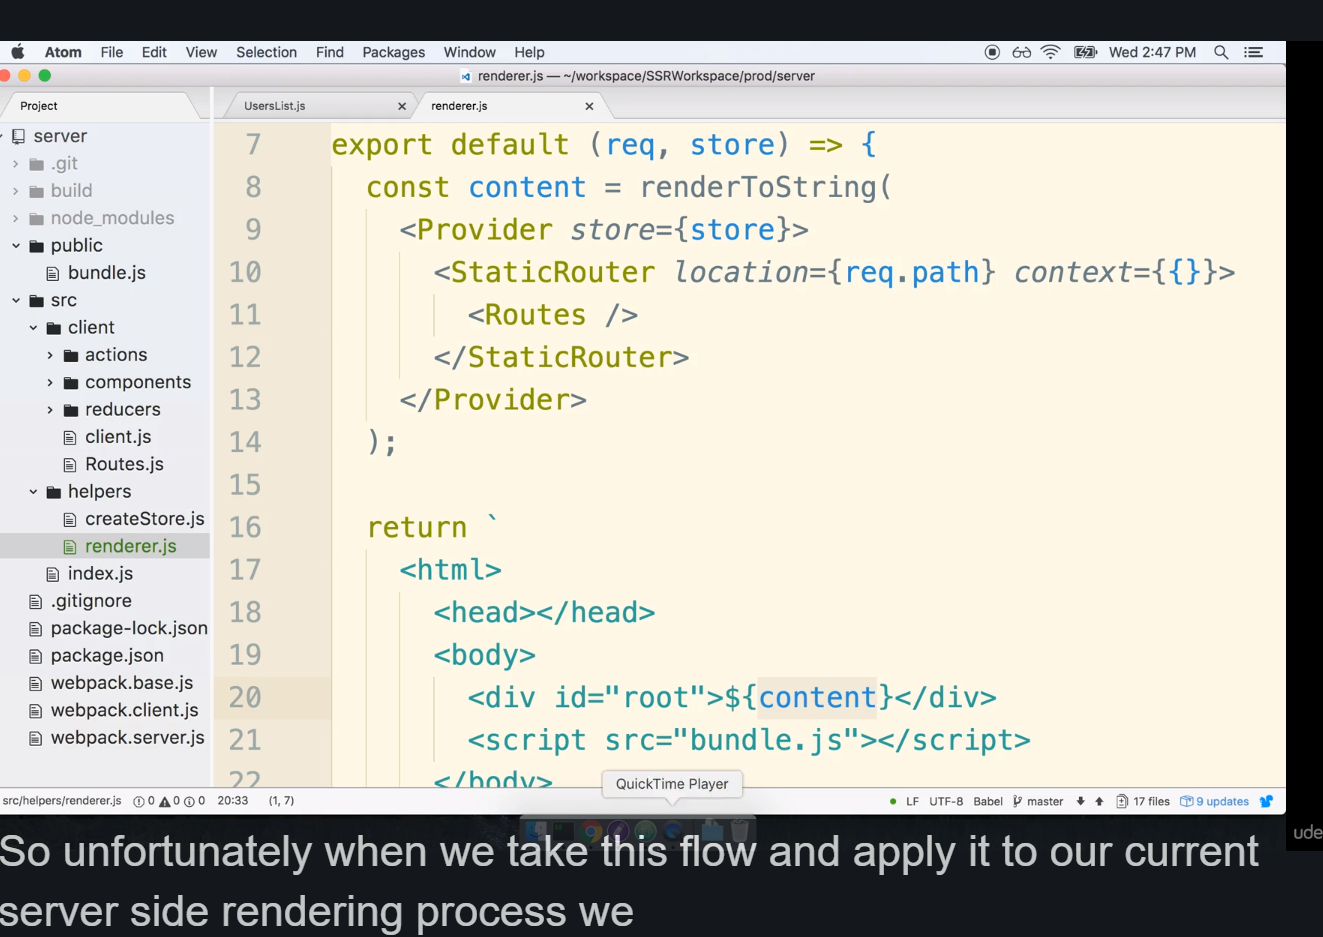 Atom File Edit View Selection Find Packages Window Help Wed 2:47 PM
renderer.js — ~/workspace/SSRWorkspace/prod/server
Project
UsersList.js
renderer.js
server
.git
build
node_modules
public
bundle.js
src
client
actions
components
reducers
client.js
Routes.js
helpers
createStore.js
renderer.js
index.js
.gitignore
package-lock.json
package.json
webpack.base.js
webpack.client.js
webpack.server.js
7 export default (req, store) => {
8 const content = renderToString(
9 <Provider store={store}>
10 <StaticRouter location={req.path} context={{}}>
11 <Routes />
12 </StaticRouter>
13 </Provider>
14 );
15
16 return `
17 <html>
18 <head></head>
19 <body>
20 <div id="root">${content}</div>
21 <script src="bundle.js"></script>
22 </body>
QuickTime Player
src/helpers/renderer.js 0 0 0 20:33 (1, 7) LF UTF-8 Babel master 17 files 9 updates
ude
So unfortunately when we take this flow and apply it to our current
server side rendering process we